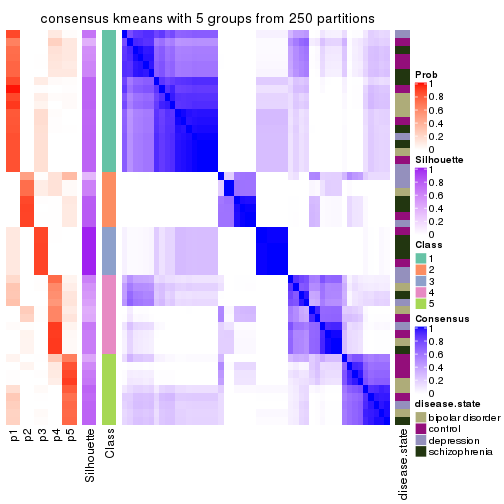 consensus kmeans with 5 groups from 250 partitions
Prob
1
0.8
0.6
0.4
0.2
0
Silhouette
1
0.8
0.6
0.4
0.2
0
Class
1
2
3
4
5
Consensus
1
0.8
0.6
0.4
0.2
0
disease.state
bipolar disorder
control
depression
schizophrenia
p1
p2
p3
p4
p5
Silhouette
Class
disease.state